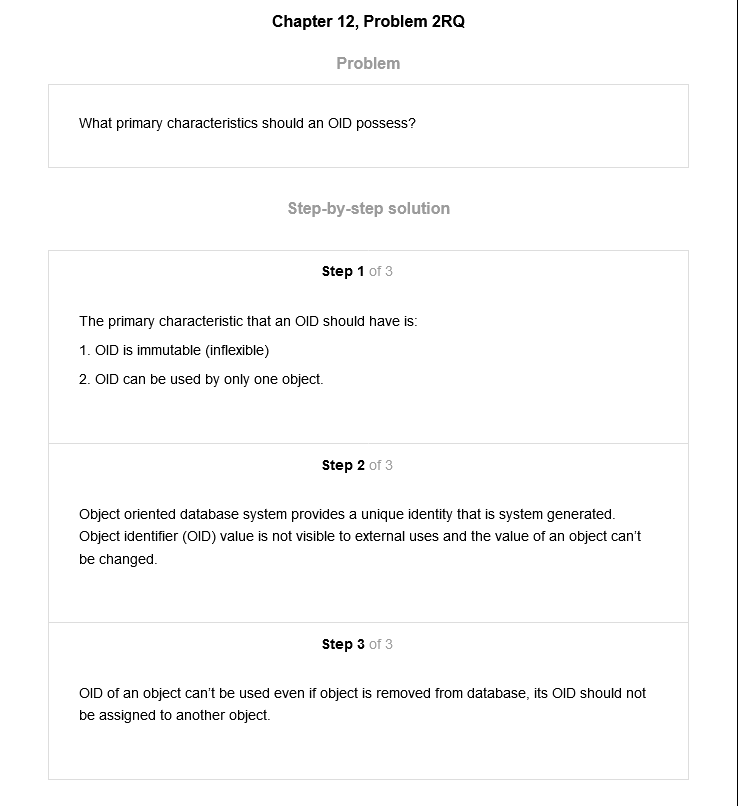 Chapter 12, Problem 2RQ
Problem
What primary characteristics should an OID possess?
Step-by-step solution
Step 1 of 3
The primary characteristic that an OID should have is:
1. OID is immutable (inflexible)
2. OID can be used by only one object.
Step 2 of 3
Object oriented database system provides a unique identity that is system generated.
Object identifier (OID) value is not visible to external uses and the value of an object can’t
be changed.
Step 3 of 3
OID of an object can’t be used even if object is removed from database, its OID should not
be assigned to another object.